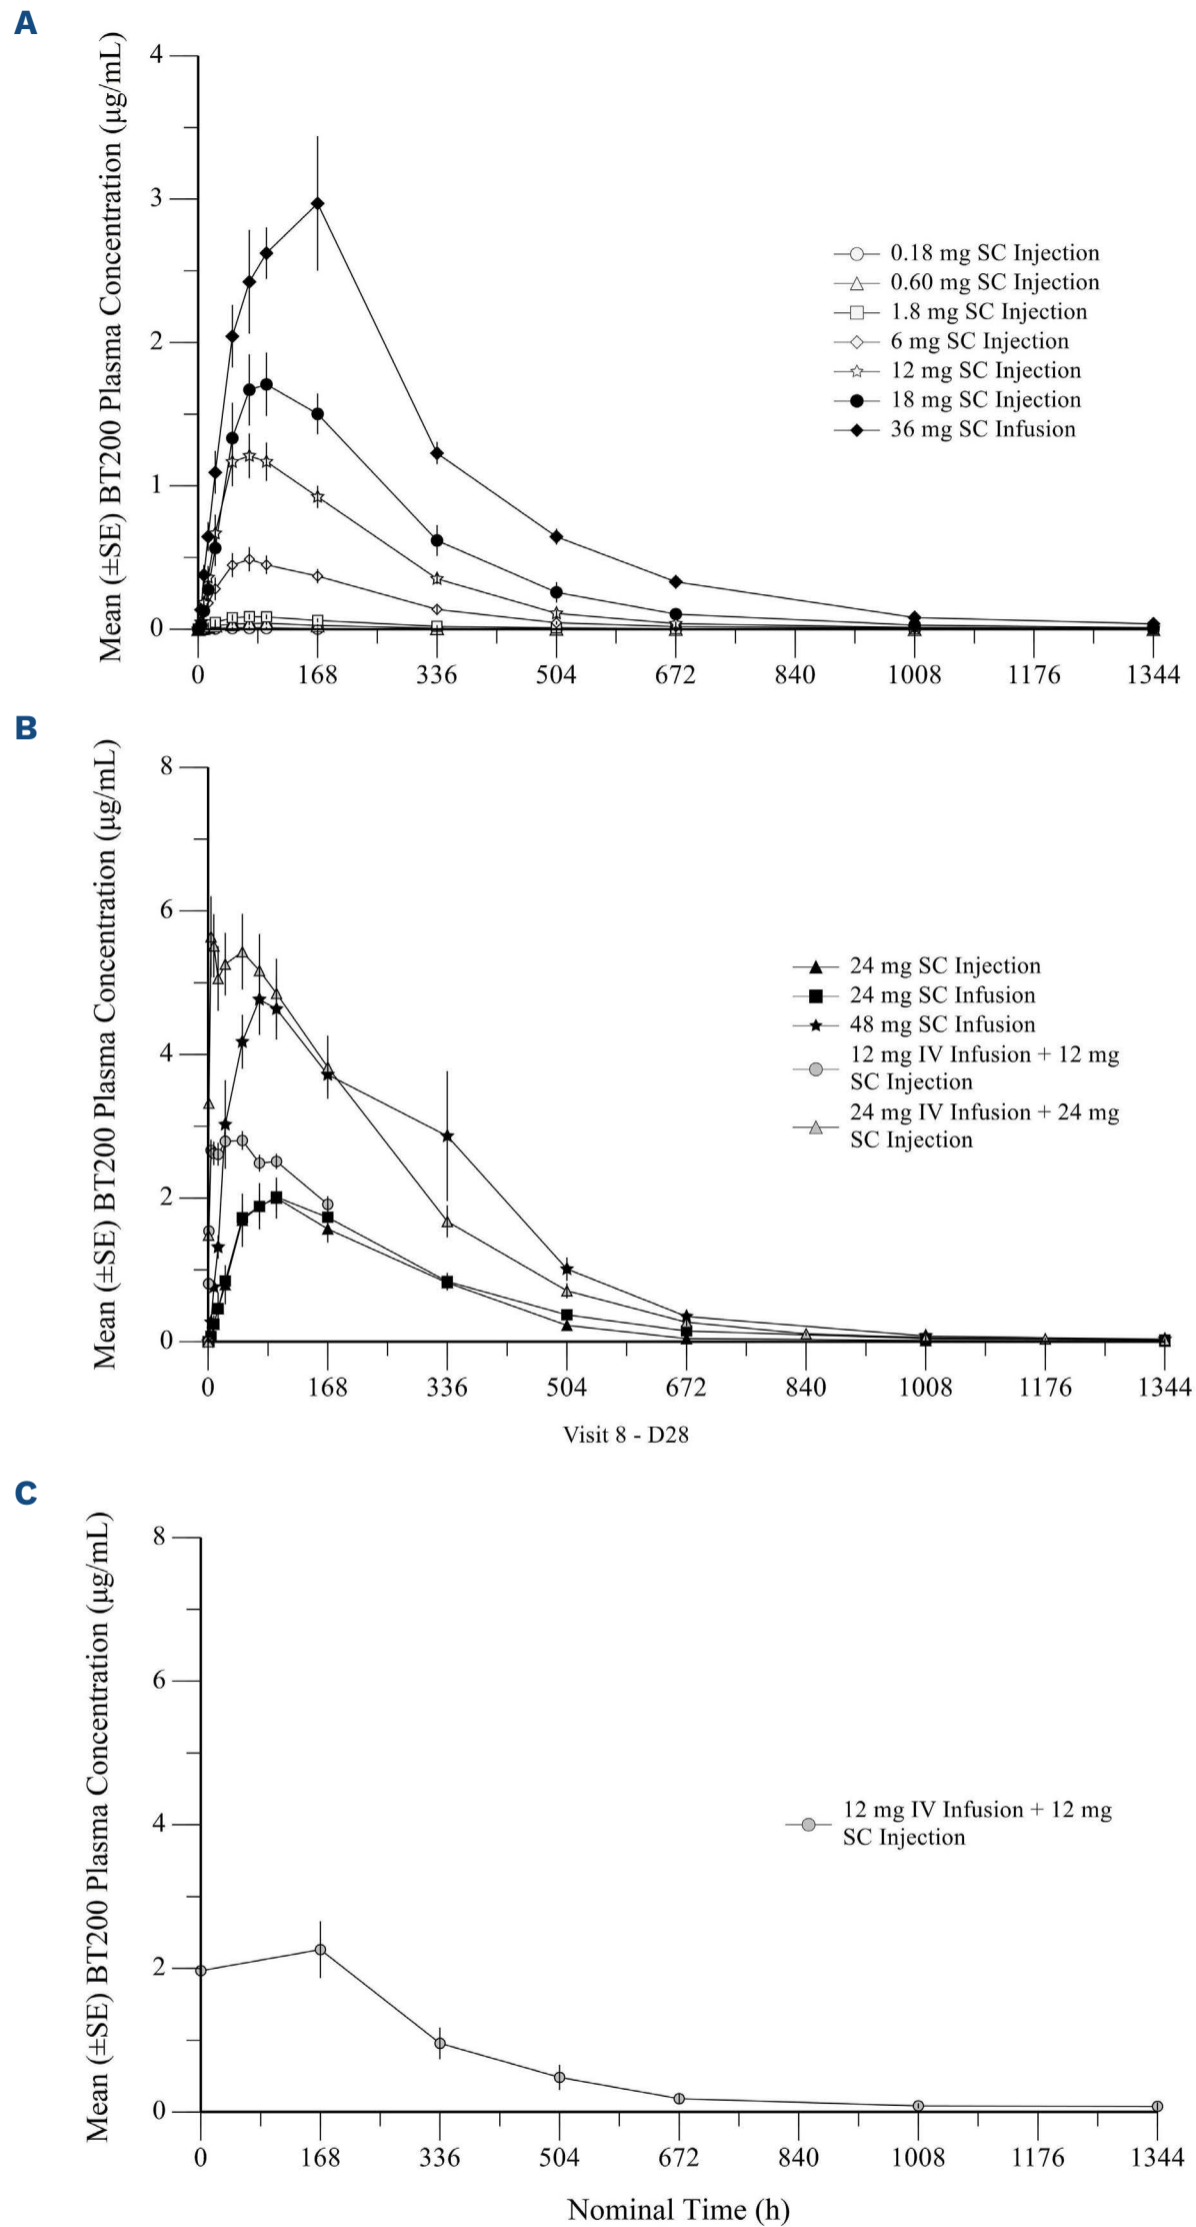 A
Mean (±SE) BT200 Plasma Concentration (µg/mL)
4
3
2
1
0
0 168 336 504 672 840 1008 1176 1344
0.18 mg SC Injection
0.60 mg SC Injection
1.8 mg SC Injection
6 mg SC Injection
12 mg SC Injection
18 mg SC Injection
36 mg SC Infusion
B
Mean (±SE) BT200 Plasma Concentration (µg/mL)
8
6
4
2
0
0 168 336 504 672 840 1008 1176 1344
24 mg SC Injection
24 mg SC Infusion
48 mg SC Infusion
12 mg IV Infusion + 12 mg
SC Injection
24 mg IV Infusion + 24 mg
SC Injection
Visit 8 - D28
C
Mean (±SE) BT200 Plasma Concentration (µg/mL)
8
6
4
2
0
0 168 336 504 672 840 1008 1176 1344
12 mg IV Infusion + 12 mg
SC Injection
Nominal Time (h)